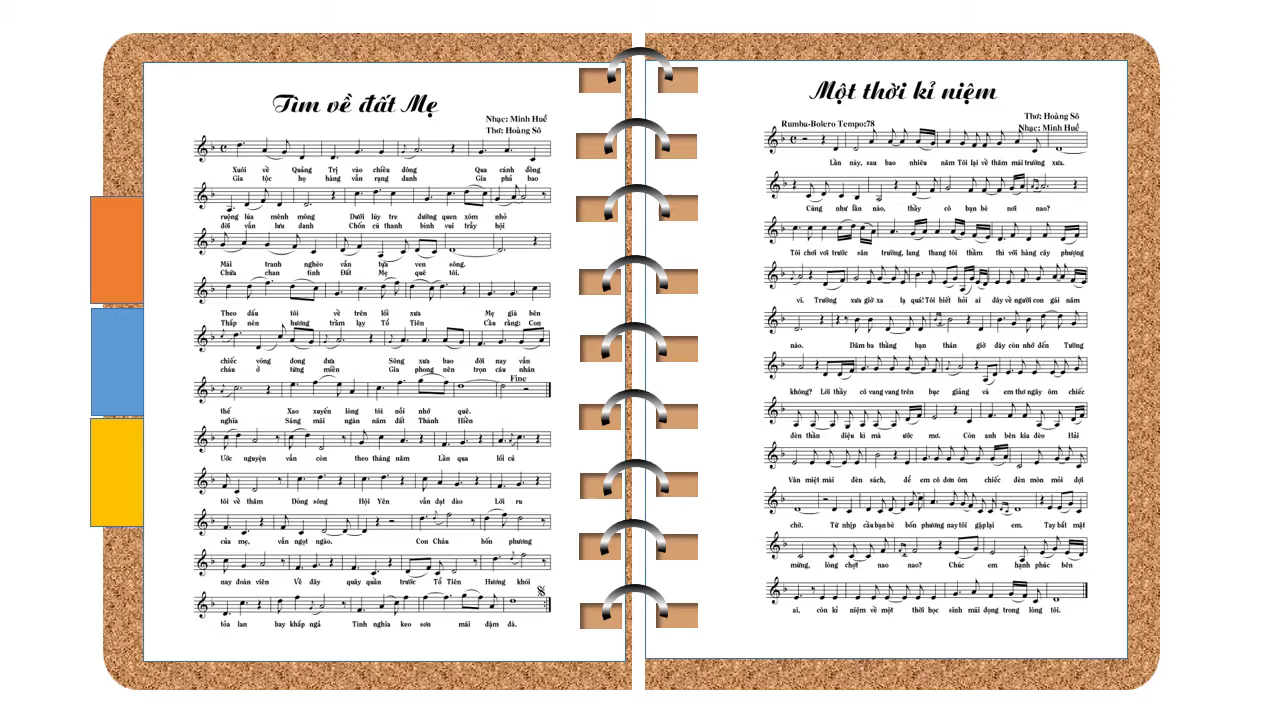 Tìm về đất Mẹ
Nhạc: Minh Huế
Thơ: Hoàng Sô
Xuôi về Quảng Trị vào chiều đông Qua cánh đồng
Gia tộc họ hàng vẫn rạng danh Gia phả bao
ruộng lúa mênh mông Dưới lũy tre đường quen xóm nhỏ
đời vẫn lưu danh Chốn cũ thanh bình vui trẩy hội
Mái tranh nghèo vẫn tựa ven sông.
Chứa chan tình Đất Mẹ quê tôi.
Theo dấu tôi về trên lối xưa Mẹ già bên
Thắp nén hương trầm lạy Tổ Tiên Cầu rằng: Con
chiếc võng đong đưa Sông xưa bao đời nay vẫn
cháu ở từng miền Gia phong nên trọn câu nhân
Fine
thế Xao xuyến lòng tôi nỗi nhớ quê.
nghĩa Sáng mãi ngàn năm đất Thánh Hiền
Ước nguyện vẫn còn theo tháng năm Lần qua lối cũ
tôi về thăm Dòng sông Hội Yên vẫn dạt dào Lời ru
của mẹ, vẫn ngọt ngào. Con Cháu bốn phương
nay đoàn viên Về đây quây quần trước Tổ Tiên Hương khói
tỏa lan bay khắp ngả Tình nghĩa keo sơn mãi đậm đà.
Một thời kỉ niệm
Thơ: Hoàng Sô
Rumba-Bolero Tempo:78
Nhạc: Minh Huế
Lần này, sau bao nhiêu năm Tôi lại về thăm mái trường xưa.
Cũng như lần nào, thầy cô bạn bè nơi nao?
Tôi chơi vơi trước sân trường, lang thang tôi thầm thì với hàng cây phượng
vĩ. Trường xưa giờ xa lạ quá! Tôi biết hỏi ai đây về người con gái năm
nào. Dăm ba thằng bạn thân giờ đây còn nhớ đến Tường
không? Lời thầy cô vang vang trên bục giảng và em thơ ngây ôm chiếc
đèn thần diệu kì mà ước mơ. Còn anh bên kia đèo Hải
Vân miệt mài đèn sách, để em cô đơn ôm chiếc đèn mòn mỏi đợi
chờ. Từ nhịp cầu bạn bè bốn phương nay tôi gặp lại em. Tay bắt mặt
mừng, lòng chợt nao nao? Chúc em hạnh phúc bên
ai, còn kỉ niệm về một thời học sinh mãi đọng trong lòng tôi.